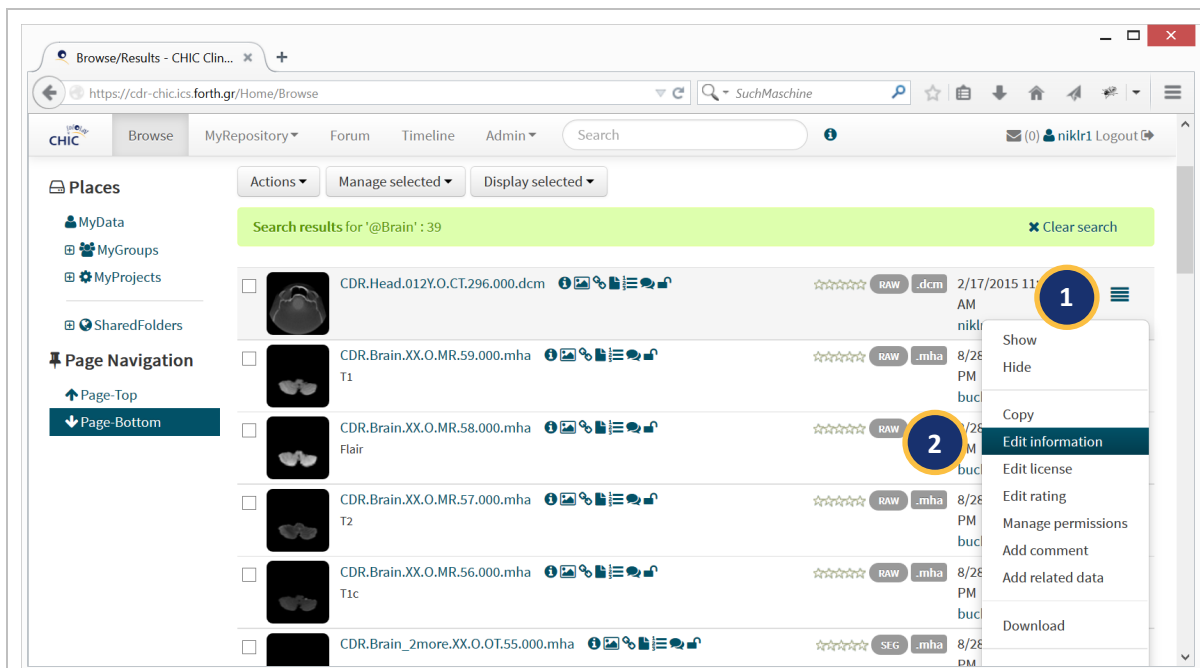 Browse/Results - CHIC Clin...
https://cdr-chic.ics.forth.gr/Home/Browse
SuchMaschine
CHIC
Browse
MyRepository
Forum
Timeline
Admin
Search
(0) niklr1 Logout
Places
MyData
MyGroups
MyProjects
SharedFolders
Page Navigation
Page-Top
Page-Bottom
Actions
Manage selected
Display selected
Search results for '@Brain' : 39
Clear search
CDR.Head.012Y.O.CT.296.000.dcm
RAW .dcm
2/17/2015 11:
AM
niklr
CDR.Brain.XX.O.MR.59.000.mha
T1
RAW .mha
8/28
PM
CDR.Brain.XX.O.MR.58.000.mha
Flair
RAW
CDR.Brain.XX.O.MR.57.000.mha
T2
RAW .mha
8/28
PM
CDR.Brain.XX.O.MR.56.000.mha
T1c
RAW .mha
8/28
PM
CDR.Brain_2more.XX.O.OT.55.000.mha
SEG .mha
8/28
PM
1
Show
Hide
Copy
2
Edit information
Edit license
Edit rating
Manage permissions
Add comment
Add related data
Download